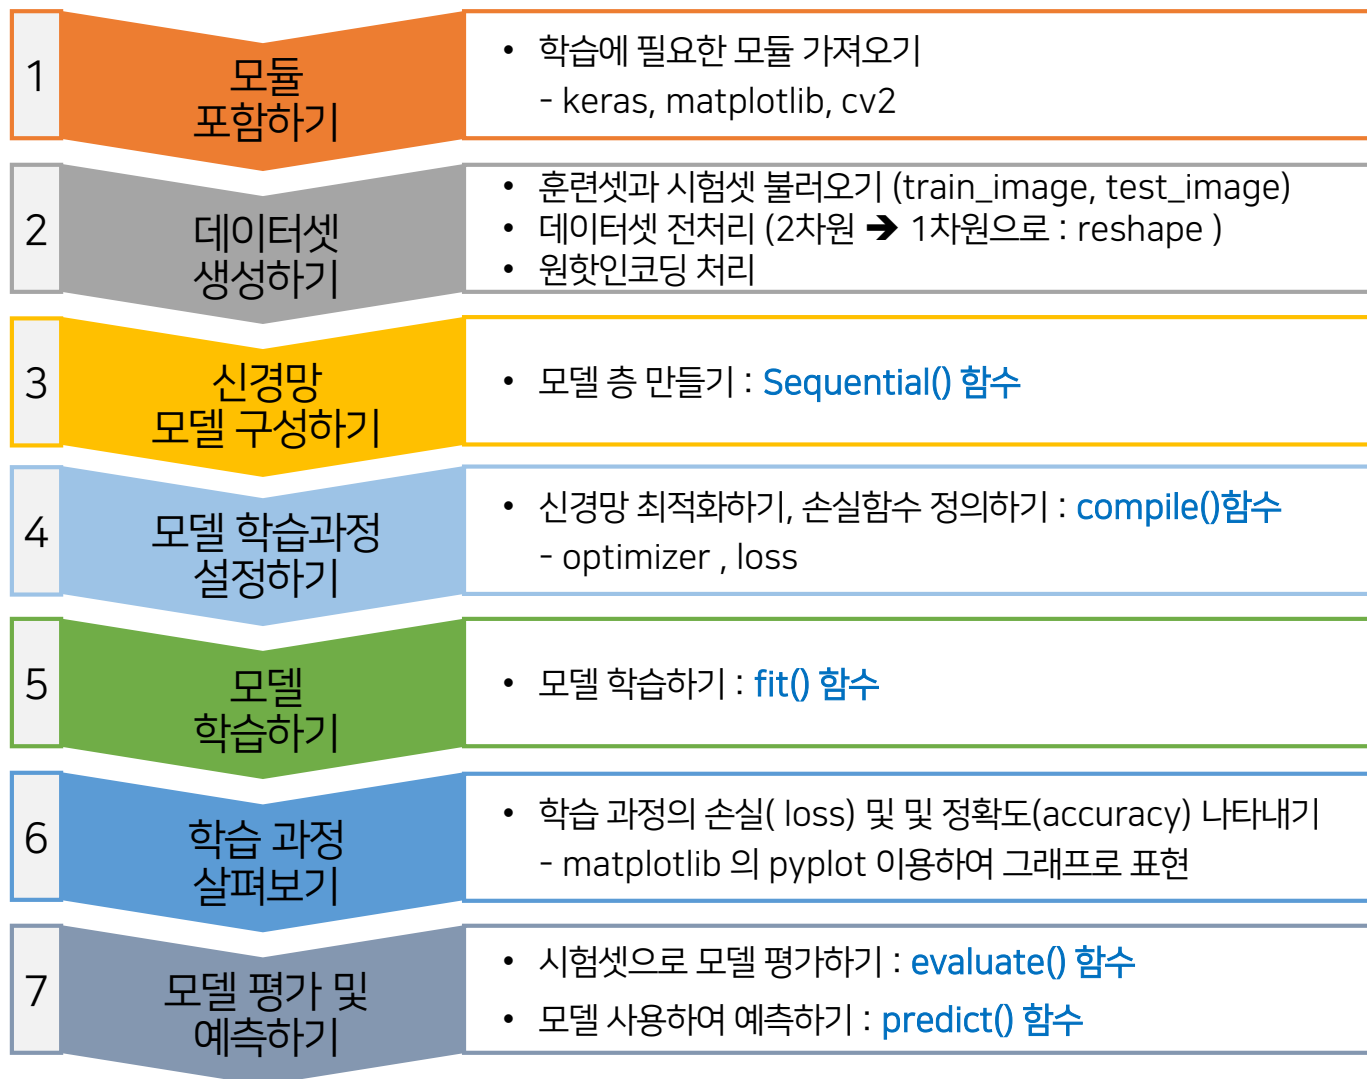 1
모듈
포함하기
• 학습에 필요한 모듈 가져오기
- keras, matplotlib, cv2
2
데이터셋
생성하기
• 훈련셋과 시험셋 불러오기 (train_image, test_image)
• 데이터셋 전처리 (2차원 ➔ 1차원으로 : reshape )
• 원핫인코딩 처리
3
신경망
모델 구성하기
• 모델 층 만들기 : Sequential() 함수
4
모델 학습과정
설정하기
• 신경망 최적화하기, 손실함수 정의하기 : compile()함수
- optimizer , loss
5
모델
학습하기
• 모델 학습하기 : fit() 함수
6
학습 과정
살펴보기
• 학습 과정의 손실( loss) 및 및 정확도(accuracy) 나타내기
- matplotlib 의 pyplot 이용하여 그래프로 표현
7
모델 평가 및
예측하기
• 시험셋으로 모델 평가하기 : evaluate() 함수
• 모델 사용하여 예측하기 : predict() 함수